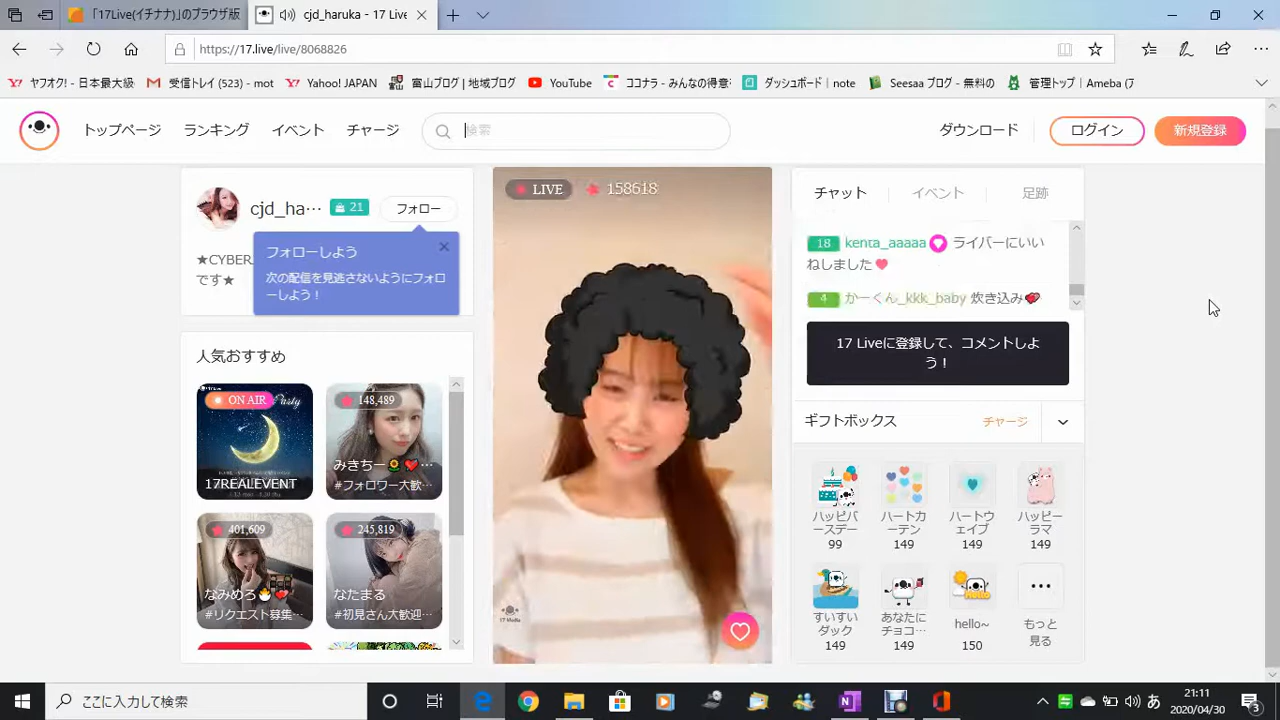 「17Live(イチナナ)」のブラウザ版
cjd_haruka - 17 Live
https://17.live/live/8068826
ヤフオク! - 日本最大級
受信トレイ (523) - mot
Yahoo! JAPAN
富山ブログ | 地域ブログ
YouTube
ココナラ - みんなの得意
ダッシュボード | note
Seesaa ブログ - 無料の
管理トップ | Ameba (ア
トップページ
ランキング
イベント
チャージ
検索
ダウンロード
ログイン
新規登録
cjd_ha…
21
フォロー
★CYBER
です★
フォローしよう
次の配信を見逃さないようにフォロ
ーしよう！
人気おすすめ
ON AIR
17REALEVENT
148,489
みきちー🌻❤️…
#フォロワー大歓…
401,609
なみめろ🐣💘
#リクエスト募集…
245,819
なたまる
#初見さん大歓迎…
LIVE
158618
17 Media
チャット
イベント
足跡
18 kenta_aaaaa ライバーにいい
ねしました❤️
4 かーくん_kkk_baby 炊き込み💘
17 Liveに登録して、コメントしよ
う！
ギフトボックス
チャージ
ハッピバ
ースデー
99
ハートカ
ーテン
149
ハートウ
ェイブ
149
ハッピー
ラマ
149
すいすい
ダック
149
あなたに
チョコ…
149
hello~
150
もっと
見る
ここに入力して検索
あ
21:11
2020/04/30
3